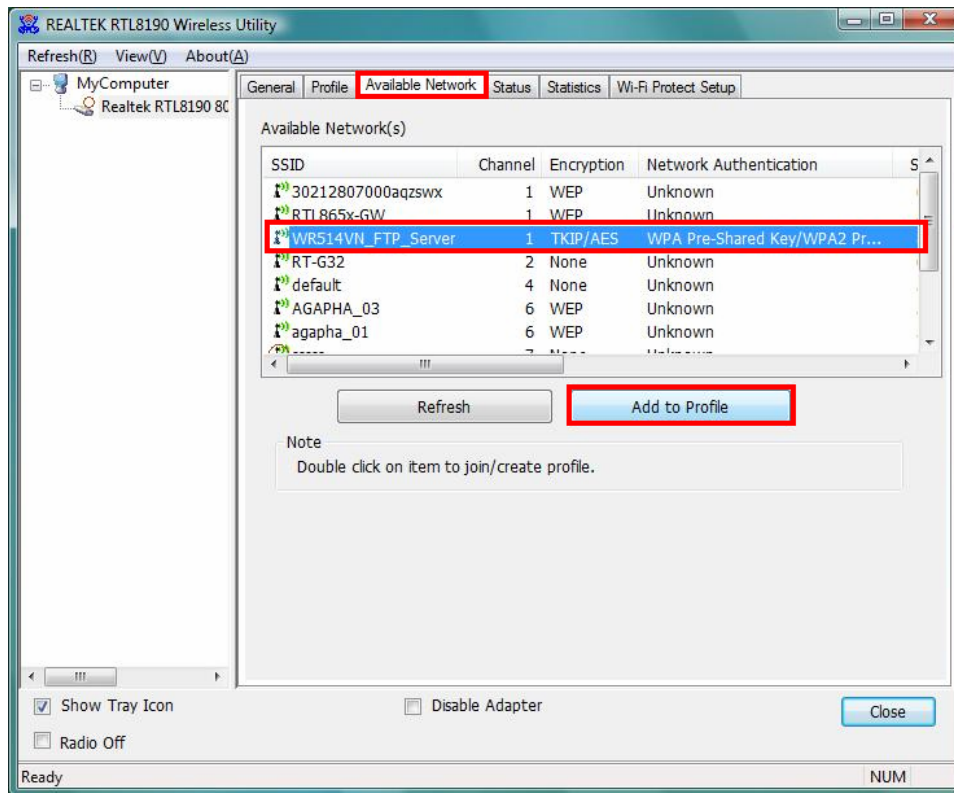 REALTEK RTL8190 Wireless Utility
Refresh(R) View(V) About(A)
MyComputer
Realtek RTL8190 80
General Profile Available Network Status Statistics Wi-Fi Protect Setup
Available Network(s)
SSID Channel Encryption Network Authentication S
30212807000aqzswx 1 WEP Unknown
RTL865x-GW 1 WEP Unknown
WR514VN_FTP_Server 1 TKIP/AES WPA Pre-Shared Key/WPA2 Pr...
RT-G32 2 None Unknown
default 4 None Unknown
AGAPHA_03 6 WEP Unknown
agapha_01 6 WEP Unknown
Refresh Add to Profile
Note
Double click on item to join/create profile.
Show Tray Icon Disable Adapter Close
Radio Off
Ready NUM